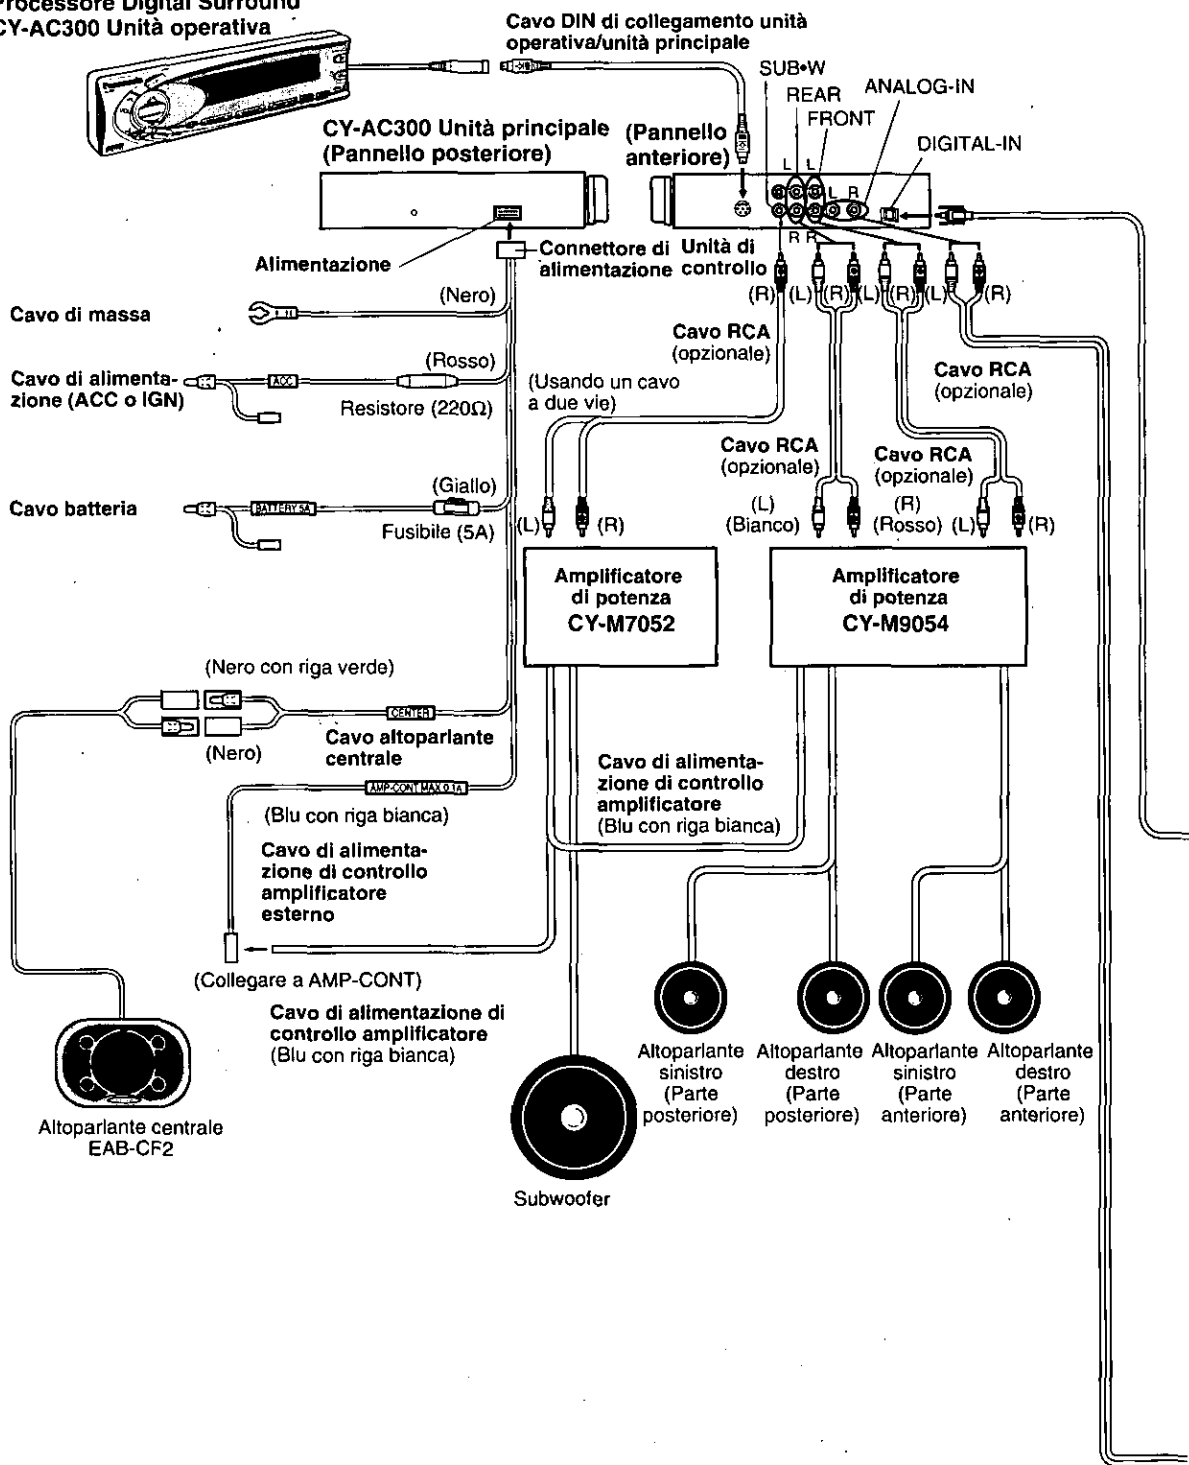 Processore Digital Surround
CY-AC300 Unità operativa
Cavo DIN di collegamento unità
operativa/unità principale
SUB•W
REAR
ANALOG-IN
FRONT
DIGITAL-IN
CY-AC300 Unità principale
(Pannello posteriore)
(Pannello
anteriore)
L L
L R
R R
Alimentazione
Connettore di
alimentazione
Unità di
controllo
(Nero)
(R) (L) (R) (L) (R) (L) (R)
Cavo di massa
Cavo RCA
(opzionale)
(Rosso)
Cavo di alimenta-
zione (ACC o IGN)
ACC
Resistore (220Ω)
(Usando un cavo
a due vie)
Cavo RCA
(opzionale)
Cavo RCA
(opzionale)
Cavo RCA
(opzionale)
(Giallo)
Cavo batteria
BATTERY 5A
Fusibile (5A)
(L) (R)
(L)
(Bianco)
(R)
(Rosso)
(L) (R)
Amplificatore
di potenza
CY-M7052
Amplificatore
di potenza
CY-M9054
(Nero con riga verde)
CENTER
(Nero)
Cavo altoparlante
centrale
AMP-CONT MAX 0.1A
(Blu con riga bianca)
Cavo di alimenta-
zione di controllo
amplificatore
(Blu con riga bianca)
Cavo di alimenta-
zione di controllo
amplificatore
esterno
(Collegare a AMP-CONT)
Cavo di alimentazione di
controllo amplificatore
(Blu con riga bianca)
Altoparlante
sinistro
(Parte
posteriore)
Altoparlante
destro
(Parte
posteriore)
Altoparlante
sinistro
(Parte
anteriore)
Altoparlante
destro
(Parte
anteriore)
Altoparlante centrale
EAB-CF2
Subwoofer